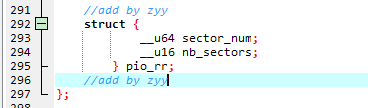 291 //add by zyy
292 struct {
293 __u64 sector_num;
294 __u16 nb_sectors;
295 } pio_rr;
296 //add by zyy
297 };
298